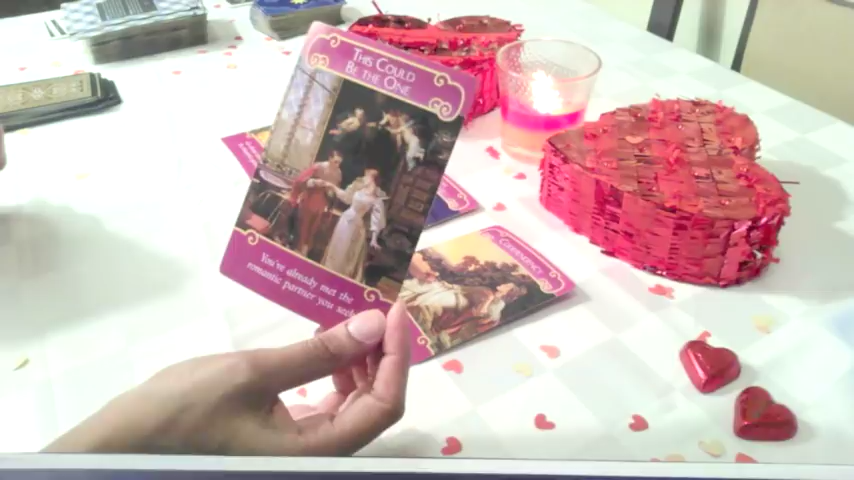 THIS COULD
BE THE ONE
You've already met the
romantic partner you seek.